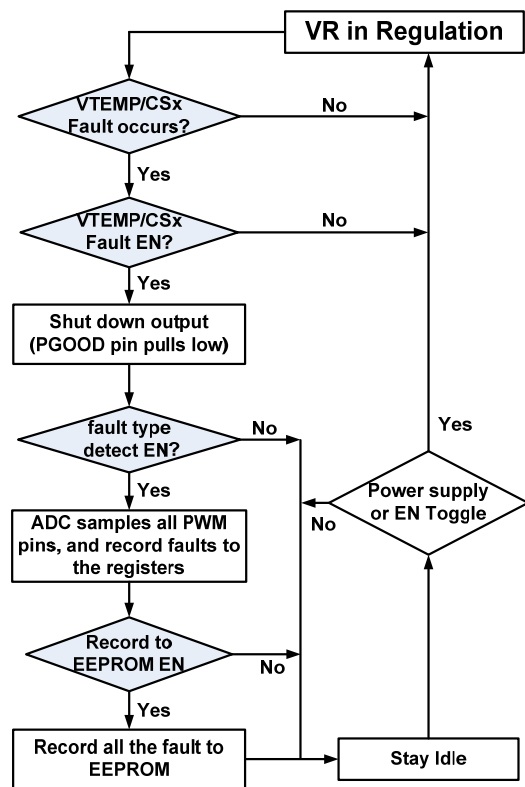 VR in Regulation
VTEMP/CSx
Fault occurs?
No
Yes
VTEMP/CSx
Fault EN?
No
Yes
Shut down output
(PGOOD pin pulls low)
fault type
detect EN?
No
Yes
Yes
Power supply
or EN Toggle
No
ADC samples all PWM
pins, and record faults to
the registers
Record to
EEPROM EN
No
Yes
Record all the fault to
EEPROM
Stay Idle